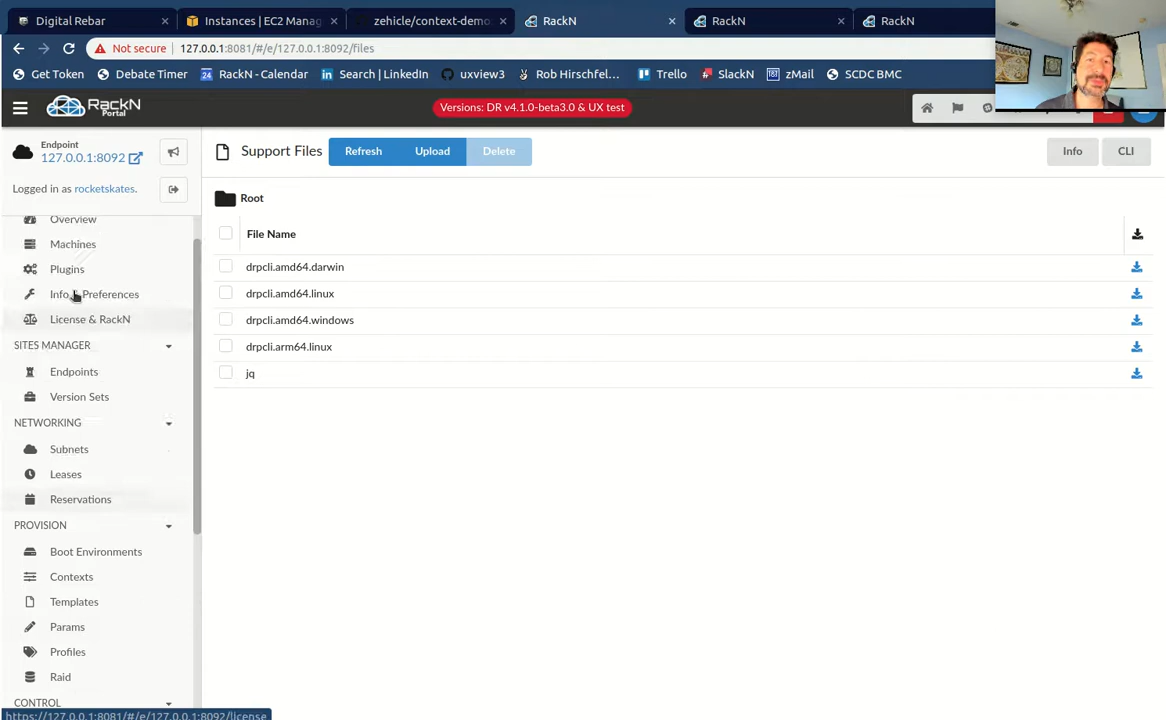 Digital Rebar
Instances | EC2 Manag
zehicle/context-demo
RackN
RackN
RackN
Not secure | 127.0.0.1:8081/#/e/127.0.0.1:8092/files
Get Token
Debate Timer
RackN - Calendar
Search | LinkedIn
uxview3
Rob Hirschfel...
Trello
SlackN
zMail
SCDC BMC
RackN
Portal
Versions: DR v4.1.0-beta3.0 & UX test
Endpoint
127.0.0.1:8092
Logged in as rocketskates.
Support Files
Refresh
Upload
Delete
Info
CLI
Overview
Machines
Plugins
Info & Preferences
License & RackN
SITES MANAGER
Endpoints
Version Sets
NETWORKING
Subnets
Leases
Reservations
PROVISION
Boot Environments
Contexts
Templates
Params
Profiles
Raid
CONTROL
Root
File Name
drpcli.amd64.darwin
drpcli.amd64.linux
drpcli.amd64.windows
drpcli.arm64.linux
jq
https://127.0.0.1:8081/#/e/127.0.0.1:8092/license